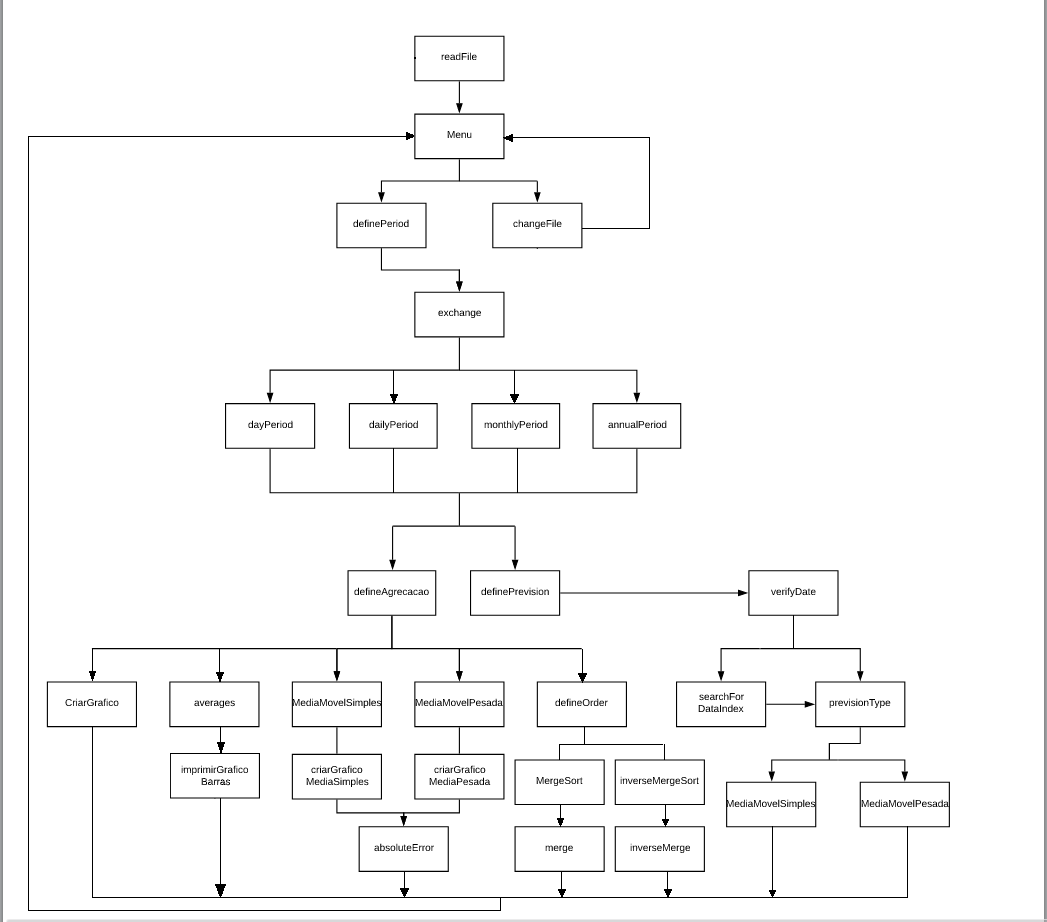 readFile
Menu
definePeriod
changeFile
exchange
dayPeriod
dailyPeriod
monthlyPeriod
annualPeriod
defineAgrecacao
definePrevision
verifyDate
CriarGrafico
averages
MediaMovelSimples
MediaMovelPesada
defineOrder
searchFor
DataIndex
previsionType
imprimirGrafico
Barras
criarGrafico
MediaSimples
criarGrafico
MediaPesada
MergeSort
inverseMergeSort
MediaMovelSimples
MediaMovelPesada
absoluteError
merge
inverseMerge